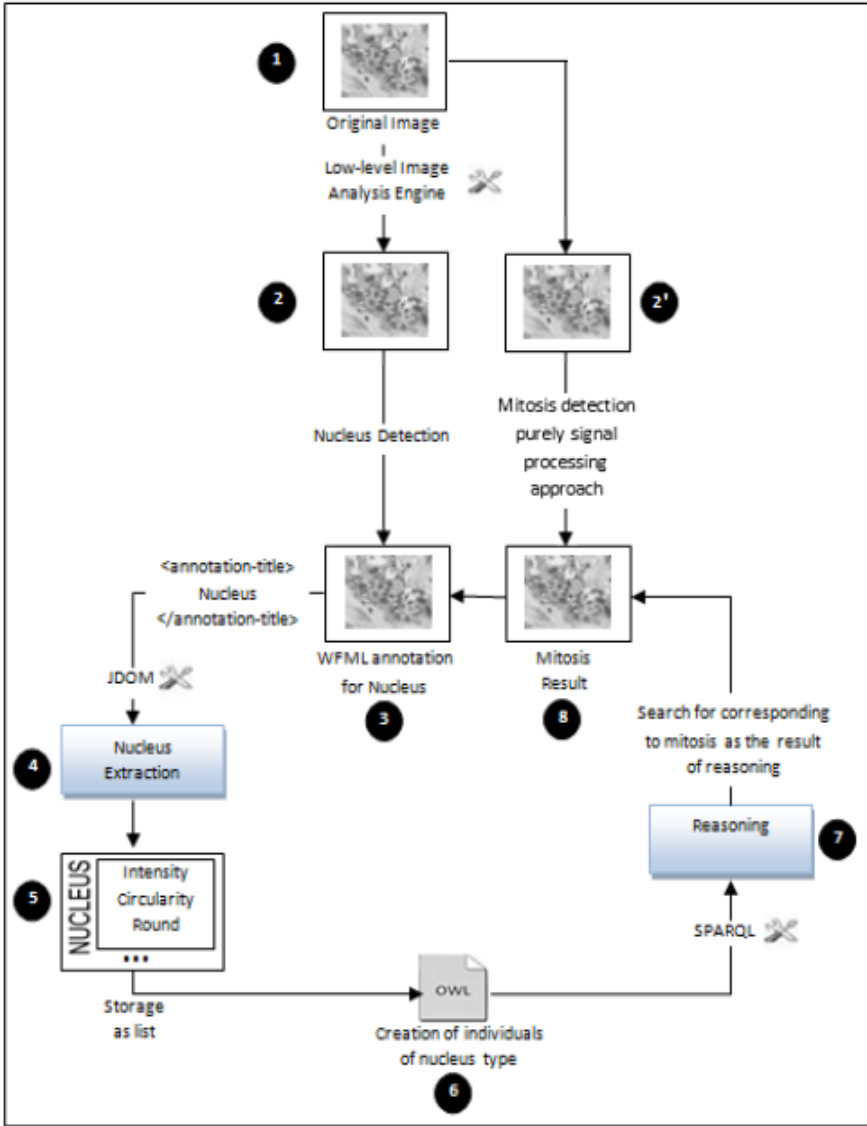 1
Original Image
Low-level Image
Analysis Engine
2
2'
Nucleus Detection
Mitosis detection
purely signal
processing
approach
<annotation-title>
Nucleus
</annotation-title>
WFML annotation
for Nucleus
3
Mitosis
Result
8
JDOM
4
Nucleus
Extraction
Search for corresponding
to mitosis as the result
of reasoning
Reasoning
7
5
NUCLEUS
Intensity
Circularity
Round
...
SPARQL
Storage
as list
OWL
Creation of individuals
of nucleus type
6